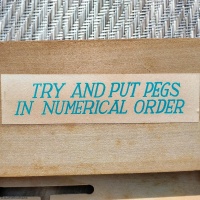 TRY AND PUT PEGS
IN NUMERICAL ORDER